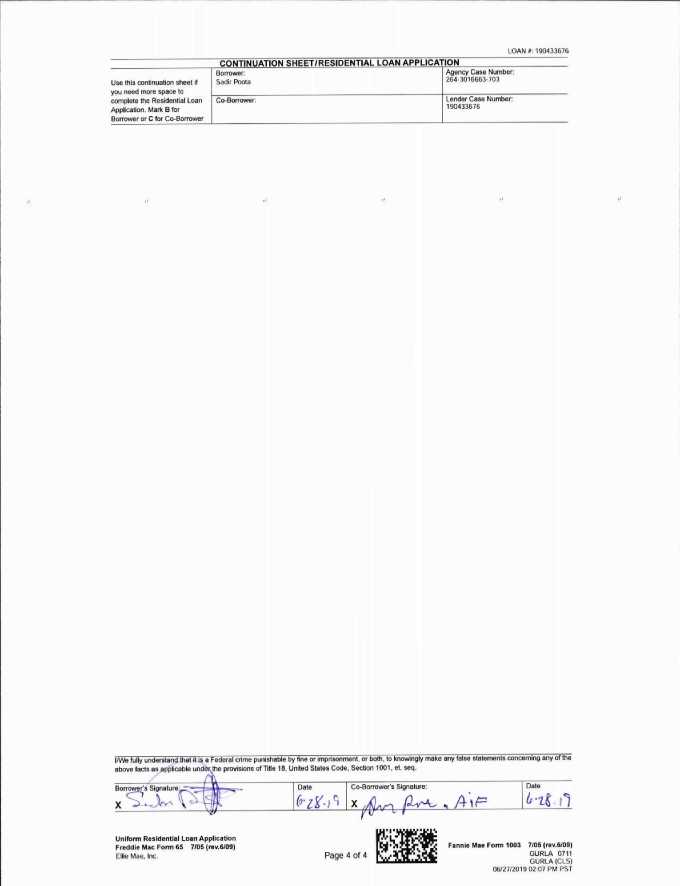 LOAN #: 190433676
CONTINUATION SHEET/RESIDENTIAL LOAN APPLICATION
Use this continuation sheet if
you need more space to
complete the Residential Loan
Application. Mark B for
Borrower or C for Co-Borrower
Borrower:
Sadir Poota
Agency Case Number:
264-3016663-703
Co-Borrower:
Lender Case Number:
190433676
I/We fully understand that it is a Federal crime punishable by fine or imprisonment, or both, to knowingly make any false statements concerning any of the
above facts as applicable under the provisions of Title 18, United States Code, Section 1001, et. seq.
Borrower's Signature
X
Date
6-28-19
Co-Borrower's Signature:
X AiF
Date
6-28-19
Uniform Residential Loan Application
Freddie Mac Form 65 7/05 (rev.6/09)
Ellie Mae, Inc.
Page 4 of 4
Fannie Mae Form 1003 7/05 (rev.6/09)
GURLA 0711
GURLA (CLS)
06/27/2019 02:07 PM PST